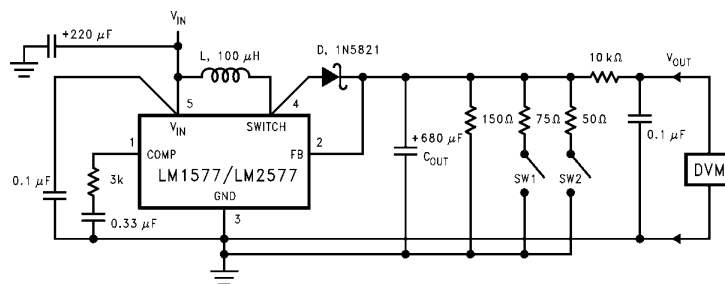 V_IN
+220 μF
L, 100 μH
D, 1N5821
10 kΩ
V_OUT
5
4
V_IN
SWITCH
150Ω
75Ω
50Ω
1
COMP
FB
2
+680 μF
C_OUT
0.1 μF
LM1577/LM2577
DVM
0.1 μF
3k
GND
SW1
SW2
3
0.33 μF